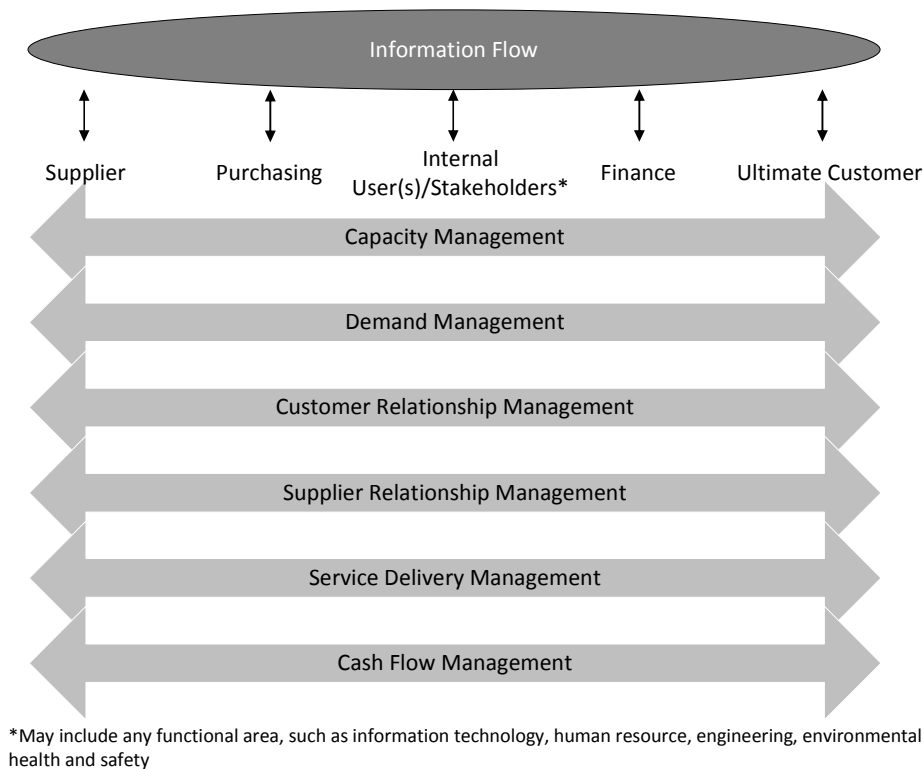 Information Flow
Supplier
Purchasing
Internal
User(s)/Stakeholders*
Finance
Ultimate Customer
Capacity Management
Demand Management
Customer Relationship Management
Supplier Relationship Management
Service Delivery Management
Cash Flow Management
*May include any functional area, such as information technology, human resource, engineering, environmental
health and safety